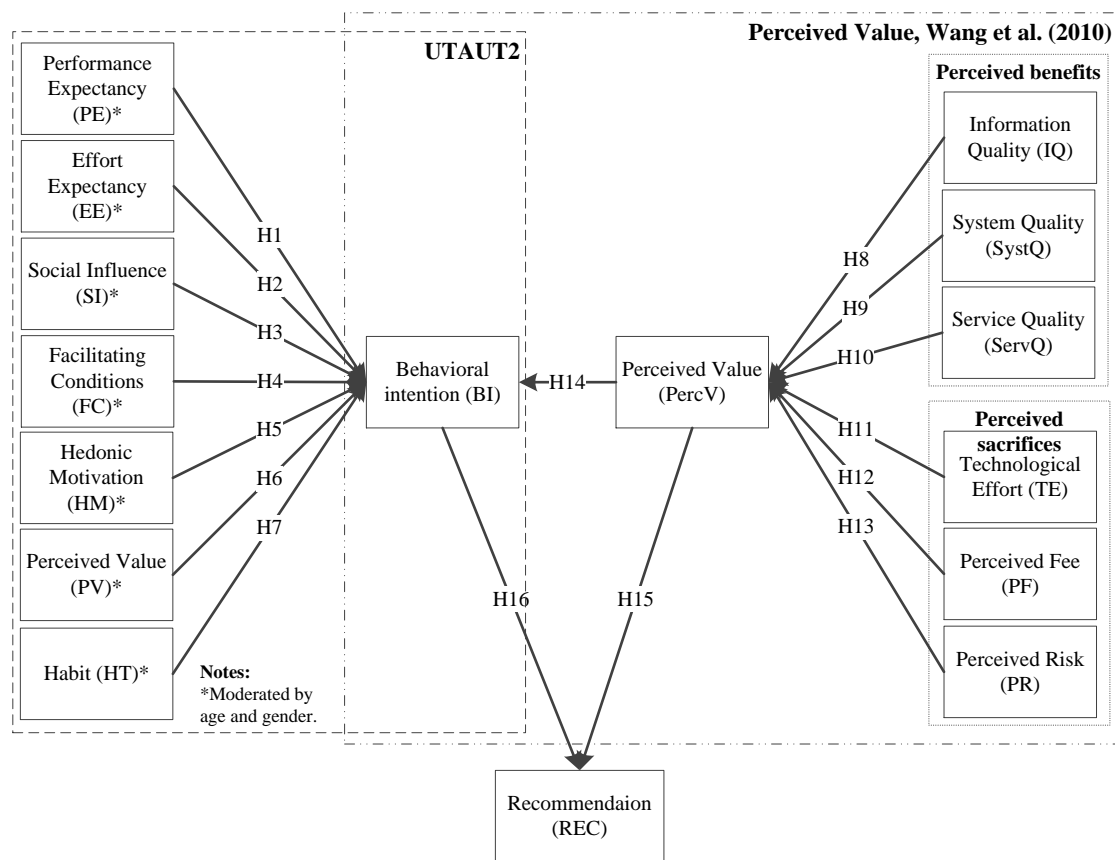 Perceived Value, Wang et al. (2010)
UTAUT2
Performance
Expectancy
(PE)*
Effort
Expectancy
(EE)*
Social Influence
(SI)*
Facilitating
Conditions
(FC)*
Hedonic
Motivation
(HM)*
Perceived Value
(PV)*
Habit (HT)*
Notes:
*Moderated by
age and gender.
H1
H2
H3
H4
H5
H6
H7
Behavioral
intention (BI)
H14
Perceived Value
(PercV)
H16
H15
Recommendaion
(REC)
H8
H9
H10
H11
H12
H13
Perceived benefits
Information
Quality (IQ)
System Quality
(SystQ)
Service Quality
(ServQ)
Perceived
sacrifices
Technological
Effort (TE)
Perceived Fee
(PF)
Perceived Risk
(PR)